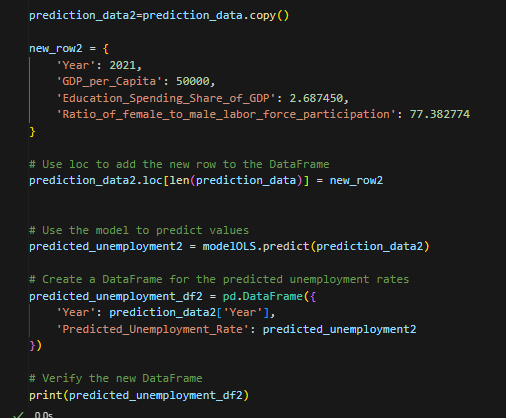 prediction_data2=prediction_data.copy()
new_row2 = {
    'Year': 2021,
    'GDP_per_Capita': 50000,
    'Education_Spending_Share_of_GDP': 2.687450,
    'Ratio_of_female_to_male_labor_force_participation': 77.382774
}
# Use loc to add the new row to the DataFrame
prediction_data2.loc[len(prediction_data)] = new_row2
# Use the model to predict values
predicted_unemployment2 = modelOLS.predict(prediction_data2)
# Create a DataFrame for the predicted unemployment rates
predicted_unemployment_df2 = pd.DataFrame({
    'Year': prediction_data2['Year'],
    'Predicted_Unemployment_Rate': predicted_unemployment2
})
# Verify the new DataFrame
print(predicted_unemployment_df2)
0.0s